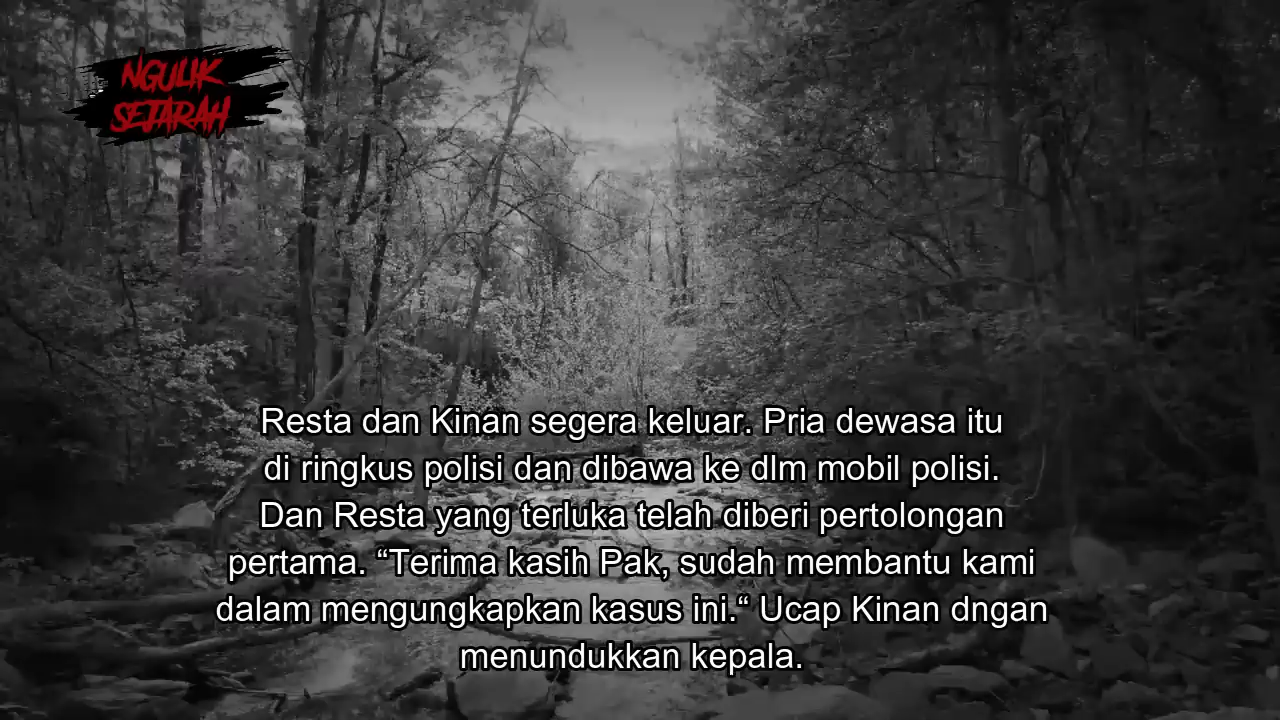 NGULIK
SEJARAH
Resta dan Kinan segera keluar. Pria dewasa itu
di ringkus polisi dan dibawa ke dlm mobil polisi.
Dan Resta yang terluka telah diberi pertolongan
pertama. “Terima kasih Pak, sudah membantu kami
dalam mengungkapkan kasus ini.“ Ucap Kinan dngan
menundukkan kepala.